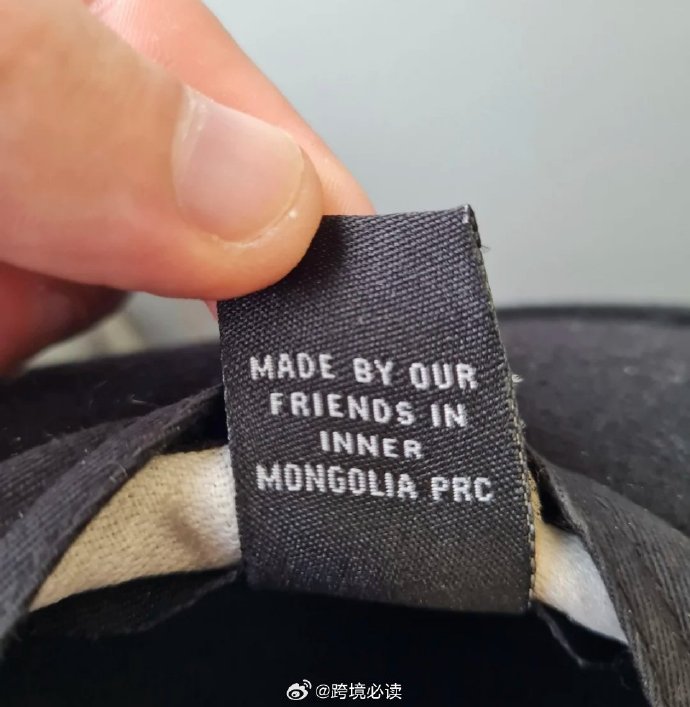 MADE BY OUR
FRIENDS IN
INNER
MONGOLIA PRC
@跨境必读